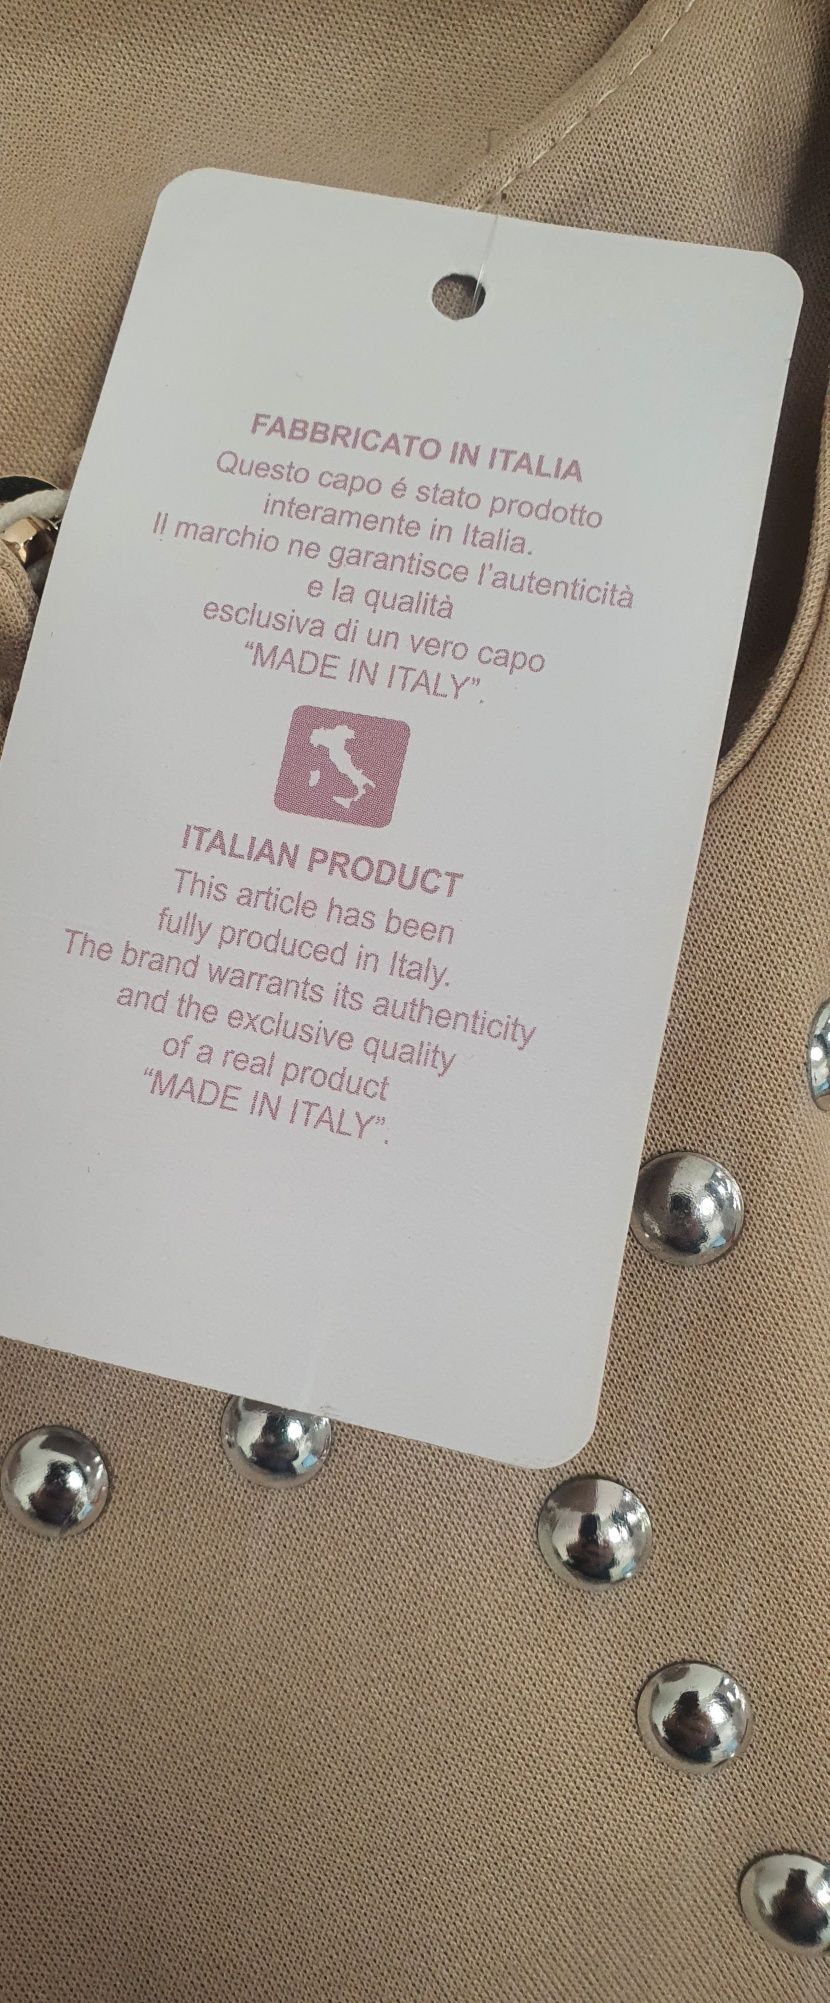 FABBRICATO IN ITALIA
Questo capo é stato prodotto
interamente in Italia.
Il marchio ne garantisce l'autenticità
e la qualità
esclusiva di un vero capo
“MADE IN ITALY”.
ITALIAN PRODUCT
This article has been
fully produced in Italy.
The brand warrants its authenticity
and the exclusive quality
of a real product
“MADE IN ITALY”.